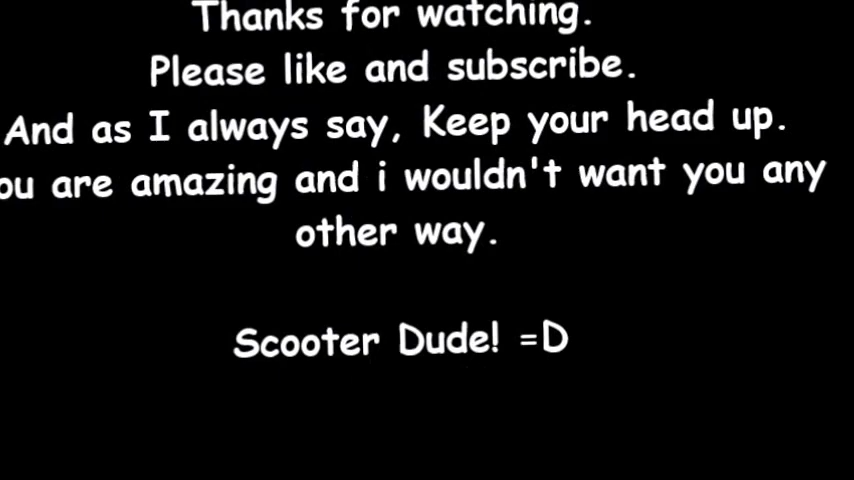 Thanks for watching.
Please like and subscribe.
And as I always say, Keep your head up.
ou are amazing and i wouldn't want you any
other way.
Scooter Dude! =D